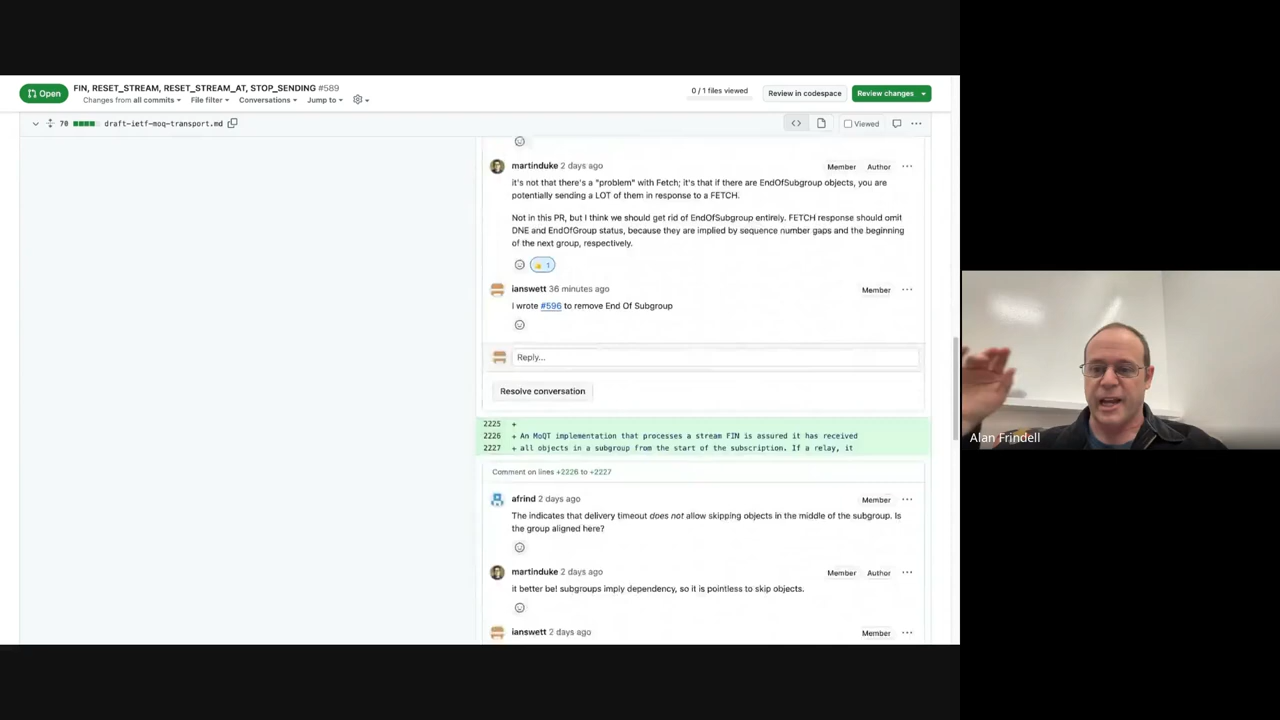 Open
FIN, RESET_STREAM, RESET_STREAM_AT, STOP_SENDING #589
Changes from all commits
File filter
Conversations
Jump to
0 / 1 files viewed
Review in codespace
Review changes
70 draft-ietf-moq-transport.md
Viewed
martinduke 2 days ago
Member
Author
it's not that there's a "problem" with Fetch; it's that if there are EndOfSubgroup objects, you are
potentially sending a LOT of them in response to a FETCH.
Not in this PR, but I think we should get rid of EndOfSubgroup entirely. FETCH response should omit
DNE and EndOfGroup status, because they are implied by sequence number gaps and the beginning
of the next group, respectively.
1
ianswett 36 minutes ago
Member
I wrote #596 to remove End Of Subgroup
Reply...
Resolve conversation
2225 +
2226 + An MoQT implementation that processes a stream FIN is assured it has received
2227 + all objects in a subgroup from the start of the subscription. If a relay, it
Comment on lines +2226 to +2227
afrind 2 days ago
Member
The indicates that delivery timeout does not allow skipping objects in the middle of the subgroup. Is
the group aligned here?
martinduke 2 days ago
Member
Author
it better be! subgroups imply dependency, so it is pointless to skip objects.
ianswett 2 days ago
Member
Alan Frindell